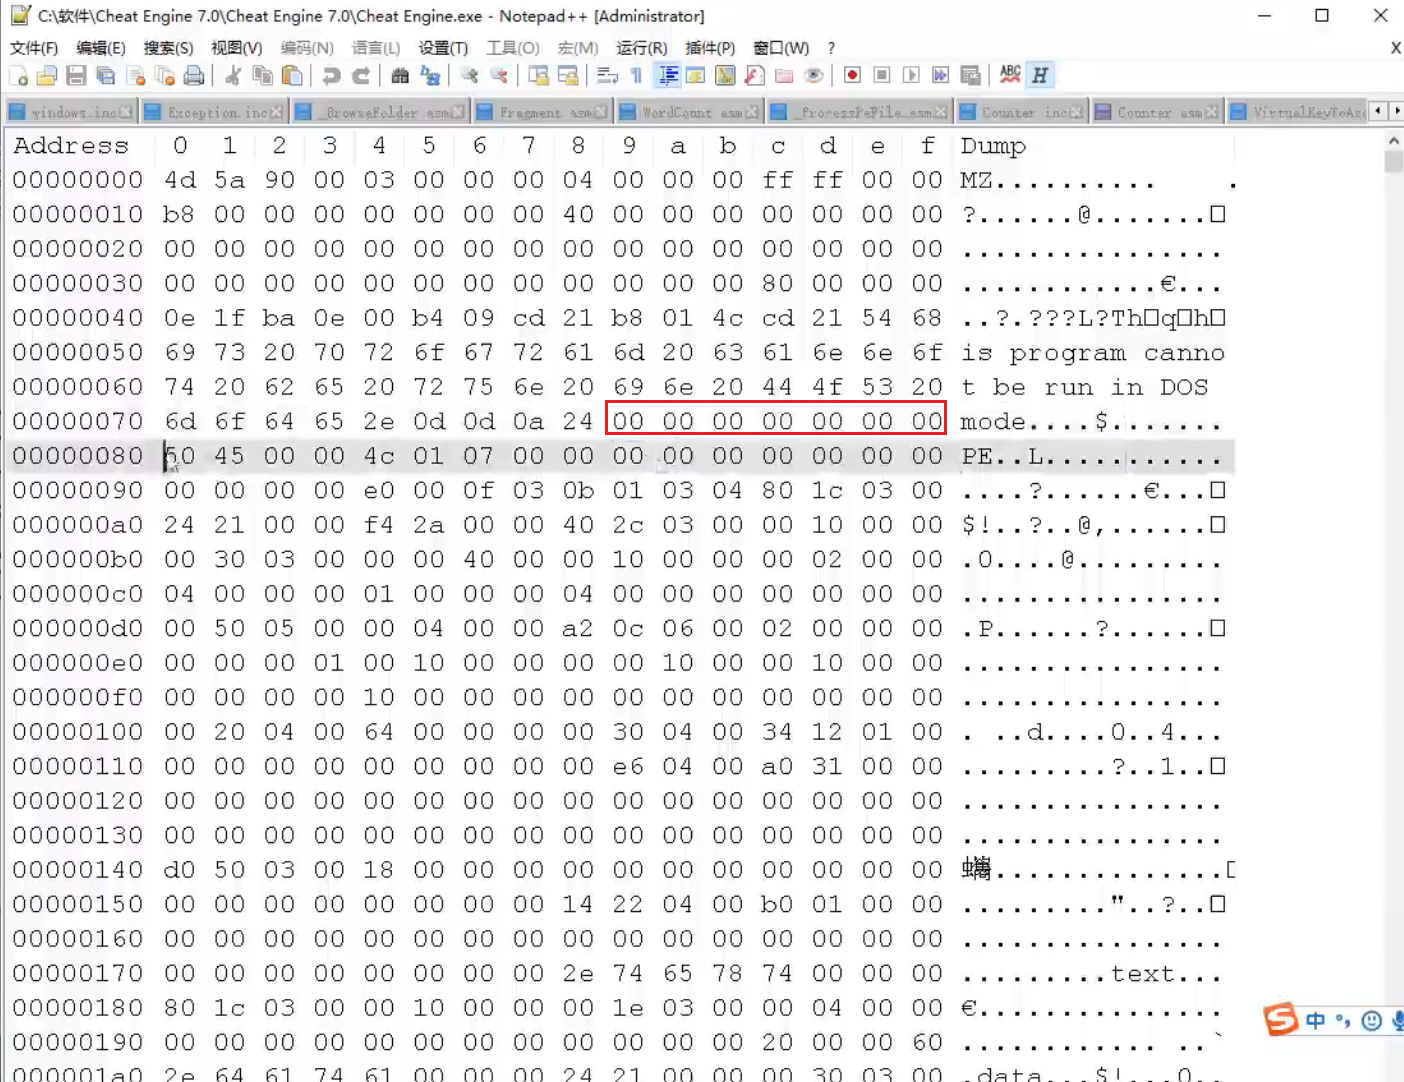 C:\软件\Cheat Engine 7.0\Cheat Engine 7.0\Cheat Engine.exe - Notepad++ [Administrator]
文件(F) 编辑(E) 搜索(S) 视图(V) 编码(N) 语言(L) 设置(T) 工具(O) 宏(M) 运行(R) 插件(P) 窗口(W) ? X
windows.inc Exception.inc _BrowseFolder.asm Fragment.asm WordCount.asm _ProcessPeFile.asm Counter.inc Counter.asm VirtualKeyToAsc
Address 0 1 2 3 4 5 6 7 8 9 a b c d e f Dump
00000000 4d 5a 90 00 03 00 00 00 04 00 00 00 ff ff 00 00 MZ.......... .
00000010 b8 00 00 00 00 00 00 00 40 00 00 00 00 00 00 00 ?......@.......□
00000020 00 00 00 00 00 00 00 00 00 00 00 00 00 00 00 00 ................
00000030 00 00 00 00 00 00 00 00 00 00 00 00 80 00 00 00 ............€...
00000040 0e 1f ba 0e 00 b4 09 cd 21 b8 01 4c cd 21 54 68 ..?.???L?Th□q□h□
00000050 69 73 20 70 72 6f 67 72 61 6d 20 63 61 6e 6e 6f is program canno
00000060 74 20 62 65 20 72 75 6e 20 69 6e 20 44 4f 53 20 t be run in DOS
00000070 6d 6f 64 65 2e 0d 0d 0a 24 00 00 00 00 00 00 00 mode....$.......
00000080 50 45 00 00 4c 01 07 00 00 00 00 00 00 00 00 00 PE..L...........
00000090 00 00 00 00 e0 00 0f 03 0b 01 03 04 80 1c 03 00 ....?......€...□
000000a0 24 21 00 00 f4 2a 00 00 40 2c 03 00 00 10 00 00 $!..?..@,......□
000000b0 00 30 03 00 00 00 40 00 00 10 00 00 00 02 00 00 .0....@.........
000000c0 04 00 00 00 01 00 00 00 04 00 00 00 00 00 00 00 ................
000000d0 00 50 05 00 00 04 00 00 a2 0c 06 00 02 00 00 00 .P......?......□
000000e0 00 00 00 01 00 10 00 00 00 00 10 00 00 10 00 00 ................
000000f0 00 00 00 00 10 00 00 00 00 00 00 00 00 00 00 00 ................
00000100 00 20 04 00 64 00 00 00 00 30 04 00 34 12 01 00 . ..d....0..4...
00000110 00 00 00 00 00 00 00 00 00 e6 04 00 a0 31 00 00 .........?..1..□
00000120 00 00 00 00 00 00 00 00 00 00 00 00 00 00 00 00 ................
00000130 00 00 00 00 00 00 00 00 00 00 00 00 00 00 00 00 ................
00000140 d0 50 03 00 18 00 00 00 00 00 00 00 00 00 00 00 ..............□
00000150 00 00 00 00 00 00 00 00 14 22 04 00 b0 01 00 00 ........."..?..□
00000160 00 00 00 00 00 00 00 00 00 00 00 00 00 00 00 00 ................
00000170 00 00 00 00 00 00 00 00 2e 74 65 78 74 00 00 00 .........text...
00000180 80 1c 03 00 00 10 00 00 00 1e 03 00 00 04 00 00 €...............
00000190 00 00 00 00 00 00 00 00 00 00 00 00 20 00 00 60 ............ ..`
000001a0 2e 64 61 74 61 00 00 00 24 21 00 00 00 30 03 00 .data...$!...0..
中 °,